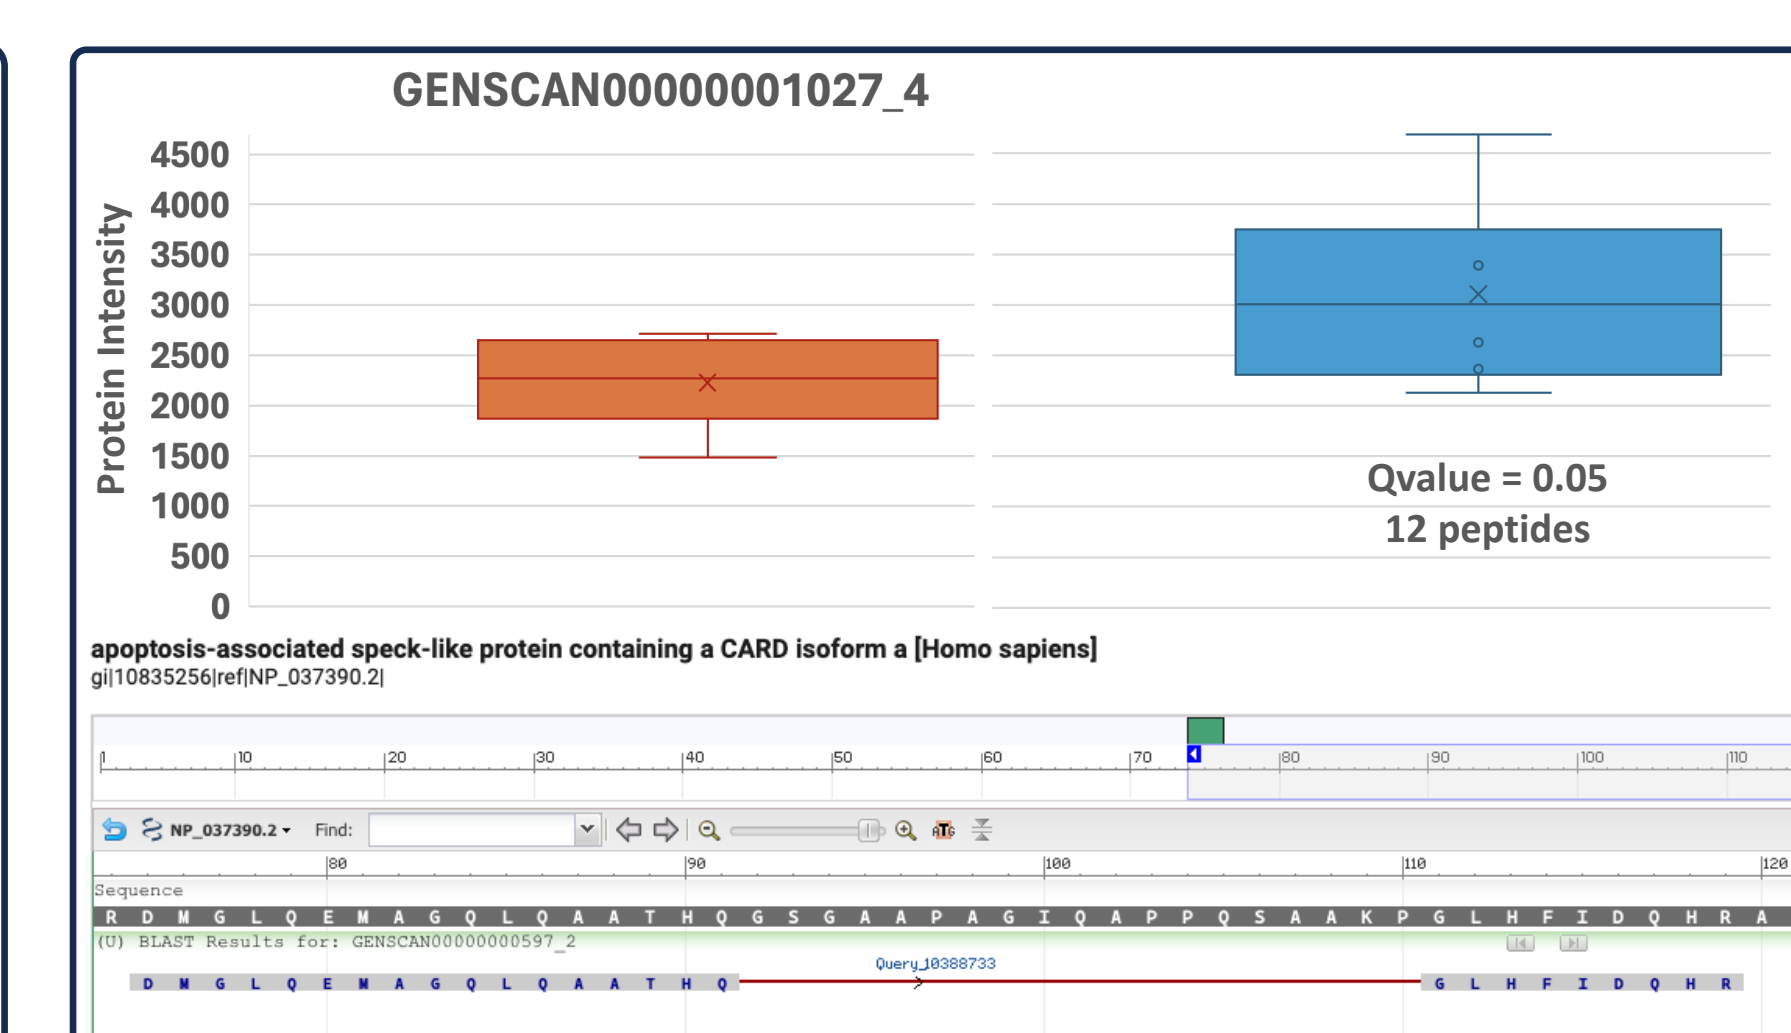 GENSCAN00000001027_4
Protein Intensity
4500
4000
3500
3000
2500
2000
1500
1000
500
0
Qvalue = 0.05
12 peptides
apoptosis-associated speck-like protein containing a CARD isoform a [Homo sapiens]
gi|10835256|ref|NP_037390.2|
1 10 20 30 40 50 60 70 80 90 100 110
NP_037390.2 Find: ATG
80 90 100 110 120
Sequence
R D M G L Q E M A G Q L Q A A T H Q G S G A A P A G I Q A P P Q S A A K P G L H F I D Q H R A
(U) BLAST Results for: GENSCAN00000000597_2
Query_10388733
D M G L Q E M A G Q L Q A A T H Q G L H F I D Q H R